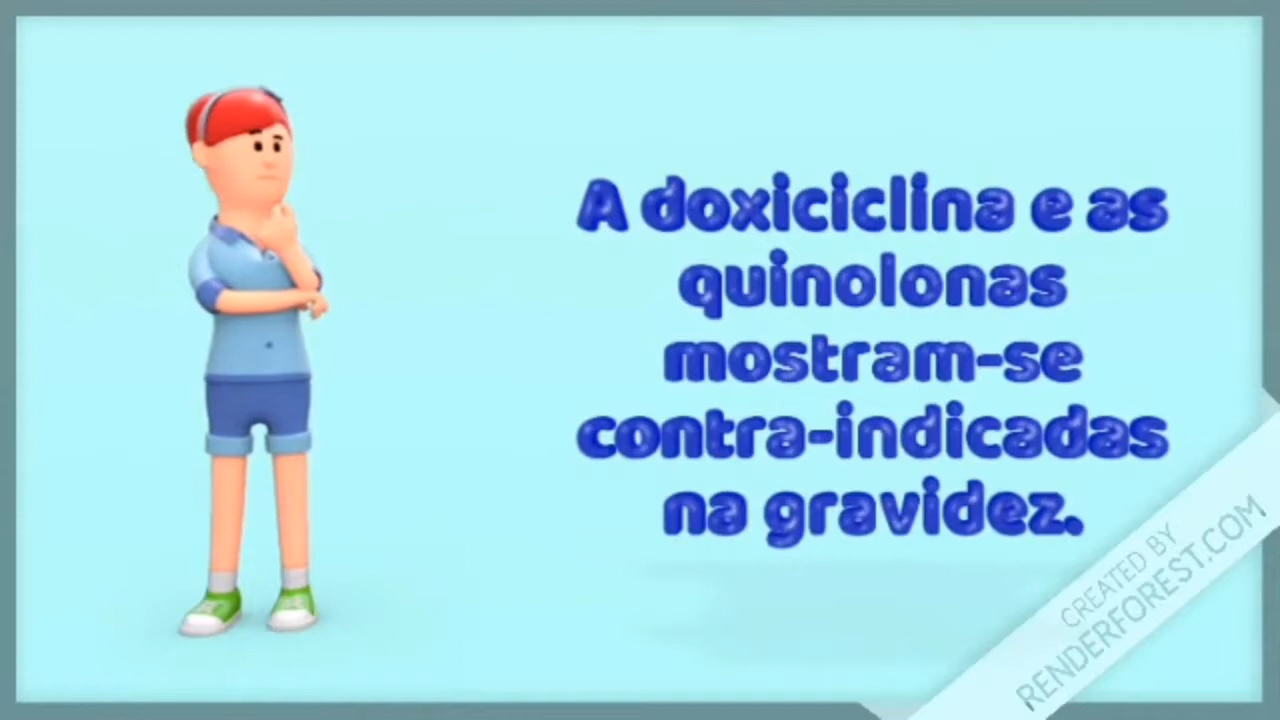 A doxiciclina e as
quinolonas
mostram-se
contra-indicadas
na gravidez.
CREATED BY
RENDERFOREST.COM